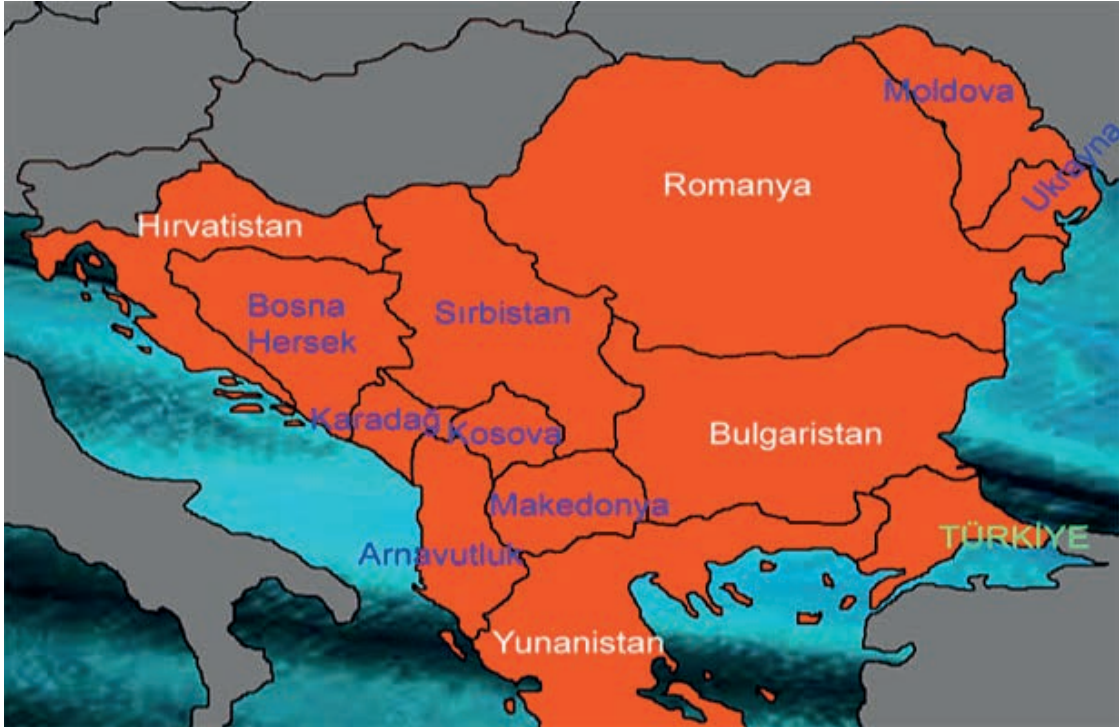 Moldova
Ukrayna
Romanya
Hırvatistan
Bosna
Hersek
Sırbistan
Karadağ
Kosova
Bulgaristan
Makedonya
TÜRKİYE
Arnavutluk
Yunanistan